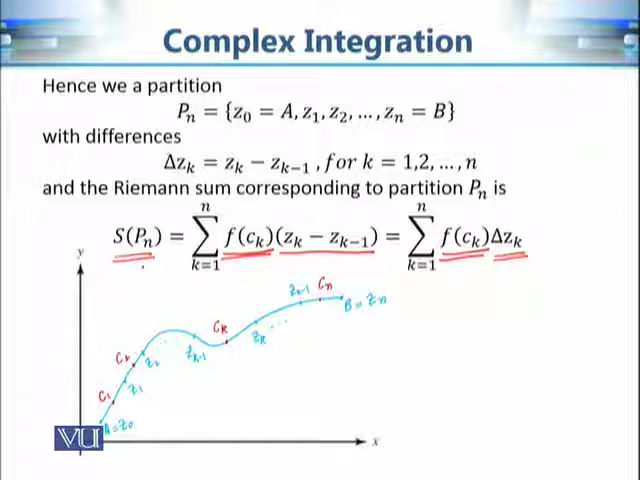 Complex Integration
Hence we a partition
Pₙ = {z₀ = A, z₁, z₂, …, zₙ = B}
with differences
Δzₖ = zₖ − zₖ₋₁ , for k = 1,2, …, n
and the Riemann sum corresponding to partition Pₙ is
S(Pₙ) = ∑ₖ₌₁ⁿ f(cₖ)(zₖ − zₖ₋₁) = ∑ₖ₌₁ⁿ f(cₖ)Δzₖ
y
zₙ₋₁ cₙ
B = zₙ
cₖ
zₖ ...
zₖ₋₁
z₂
c₁ z₁
A=z₀
VU
x